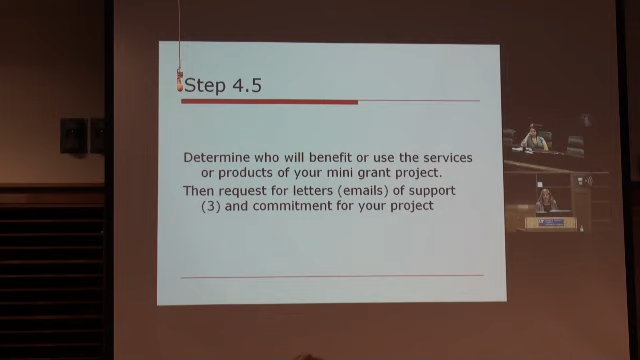 Step 4.5
Determine who will benefit or use the services
or products of your mini grant project.
Then request for letters (emails) of support
(3) and commitment for your project